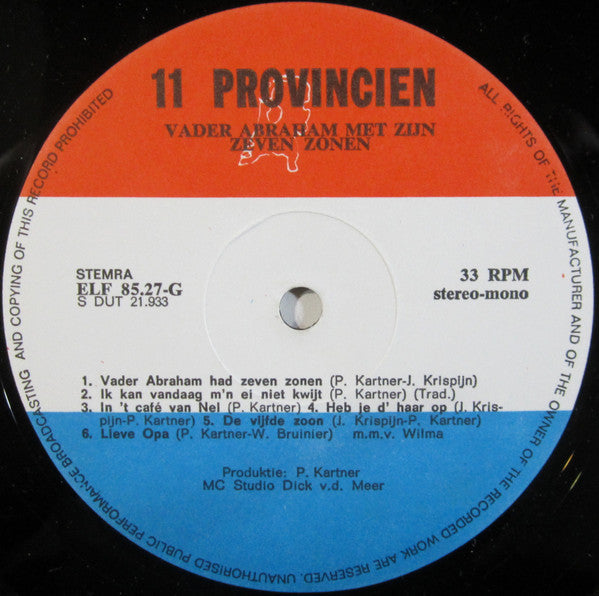 11 PROVINCIEN
VADER ABRAHAM MET ZIJN
ZEVEN ZONEN
STEMRA
ELF 85.27-G
S DUT 21.933
33 RPM
stereo-mono
1. Vader Abraham had zeven zonen (P. Kartner-J. Krispijn)
2. Ik kan vandaag m'n ei niet kwijt (P. Kartner) (Trad.)
3. In 't café van Nel (P. Kartner) 4. Heb je d' haar op (J. Kris-
pijn-P. Kartner) 5. De vijfde zoon (J. Krispijn-P. Kartner)
6. Lieve Opa (P. Kartner-W. Bruinier) m.m.v. Wilma
Produktie: P. Kartner
MC Studio Dick v.d. Meer
ALL RIGHTS OF THE MANUFACTURER AND OF THE OWNER OF THE RECORDED WORK ARE RESERVED. UNAUTHORISED PUBLIC PERFORMANCE BROADCASTING AND COPYING OF THIS RECORD PROHIBITED